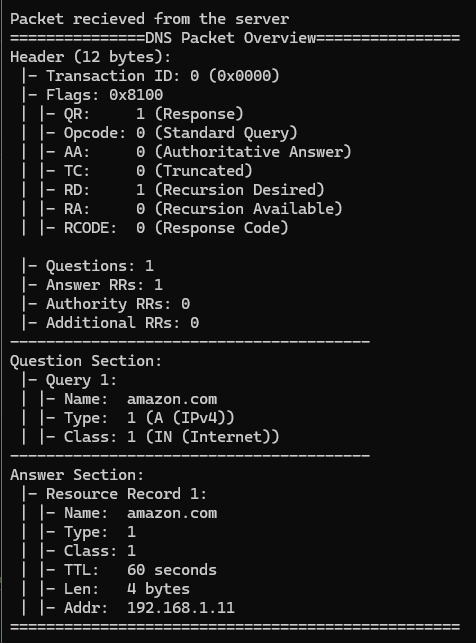 Packet recieved from the server
===============DNS Packet Overview================
Header (12 bytes):
 |- Transaction ID: 0 (0x0000)
 |- Flags: 0x8100
 | |- QR:     1 (Response)
 | |- Opcode: 0 (Standard Query)
 | |- AA:     0 (Authoritative Answer)
 | |- TC:     0 (Truncated)
 | |- RD:     1 (Recursion Desired)
 | |- RA:     0 (Recursion Available)
 | |- RCODE:  0 (Response Code)
 |- Questions: 1
 |- Answer RRs: 1
 |- Authority RRs: 0
 |- Additional RRs: 0
----------------------------------------
Question Section:
 |- Query 1:
 | |- Name:  amazon.com
 | |- Type:  1 (A (IPv4))
 | |- Class: 1 (IN (Internet))
----------------------------------------
Answer Section:
 |- Resource Record 1:
 | |- Name:  amazon.com
 | |- Type:  1
 | |- Class: 1
 | |- TTL:   60 seconds
 | |- Len:   4 bytes
 | |- Addr:  192.168.1.11
==================================================